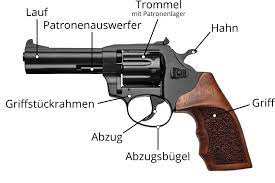 Trommel
mit Patronenlager
Lauf
Patronenauswerfer
Hahn
Griffstückrahmen
Griff
Abzug
Abzugsbügel